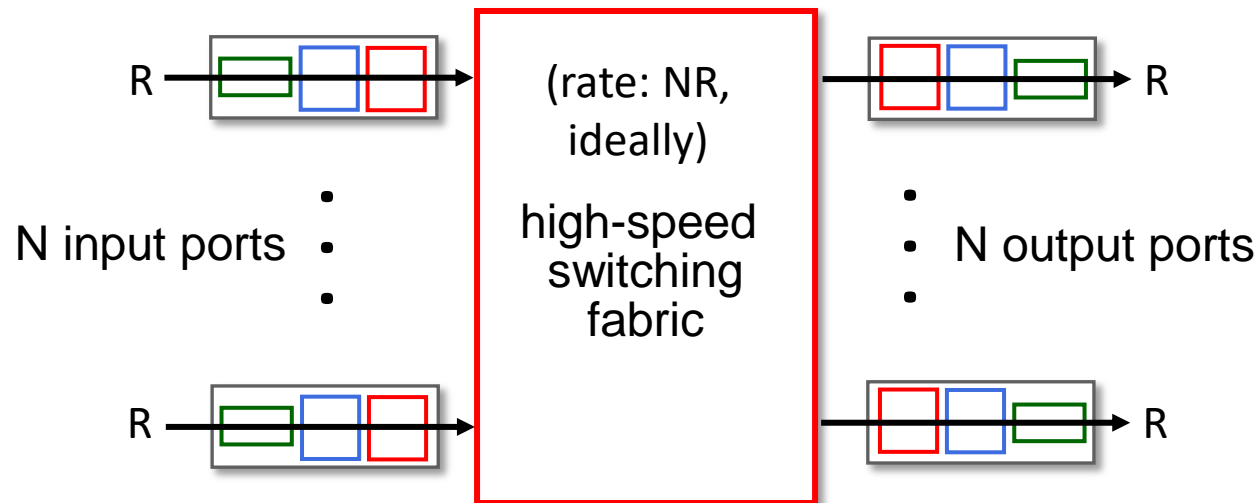 R
(rate: NR,
ideally)
R
N input ports
high-speed
switching
fabric
N output ports
R
R